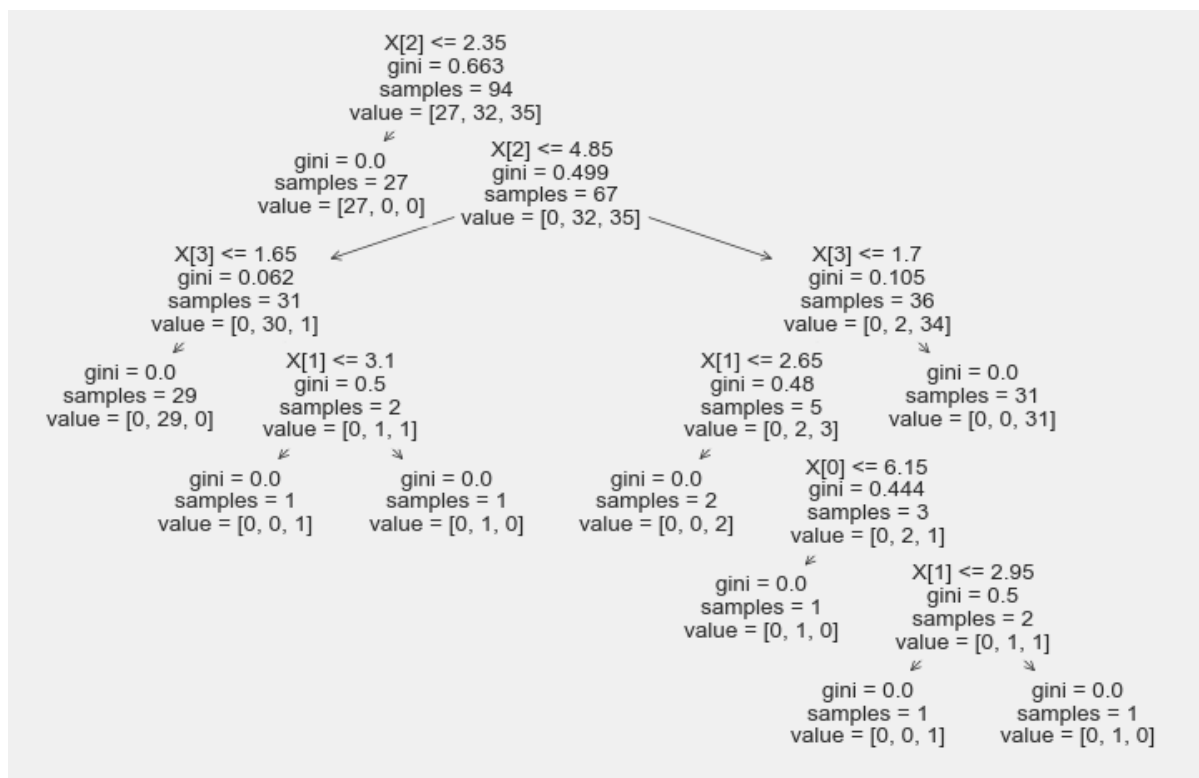 X[2] <= 2.35
gini = 0.663
samples = 94
value = [27, 32, 35]
gini = 0.0
samples = 27
value = [27, 0, 0]
X[2] <= 4.85
gini = 0.499
samples = 67
value = [0, 32, 35]
X[3] <= 1.65
gini = 0.062
samples = 31
value = [0, 30, 1]
X[3] <= 1.7
gini = 0.105
samples = 36
value = [0, 2, 34]
gini = 0.0
samples = 29
value = [0, 29, 0]
X[1] <= 3.1
gini = 0.5
samples = 2
value = [0, 1, 1]
X[1] <= 2.65
gini = 0.48
samples = 5
value = [0, 2, 3]
gini = 0.0
samples = 31
value = [0, 0, 31]
gini = 0.0
samples = 1
value = [0, 0, 1]
gini = 0.0
samples = 1
value = [0, 1, 0]
gini = 0.0
samples = 2
value = [0, 0, 2]
X[0] <= 6.15
gini = 0.444
samples = 3
value = [0, 2, 1]
gini = 0.0
samples = 1
value = [0, 1, 0]
X[1] <= 2.95
gini = 0.5
samples = 2
value = [0, 1, 1]
gini = 0.0
samples = 1
value = [0, 0, 1]
gini = 0.0
samples = 1
value = [0, 1, 0]